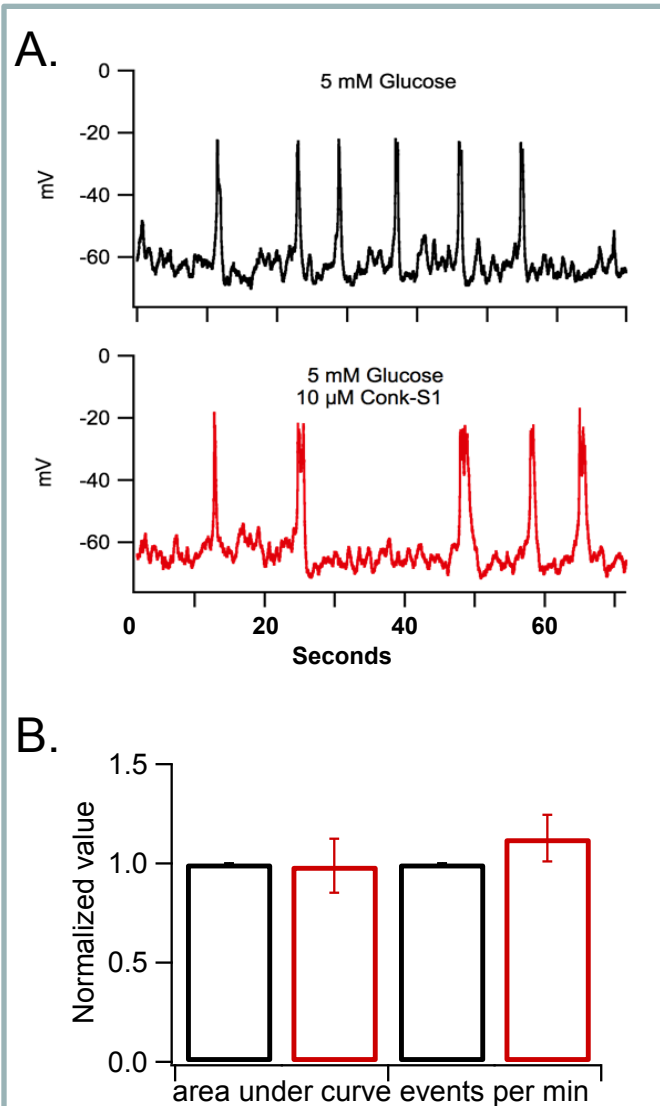 A.
0
-20
-40
-60
mV
5 mM Glucose
0
-20
-40
-60
mV
5 mM Glucose
10 µM Conk-S1
0 20 40 60
Seconds
B.
1.5
1.0
0.5
0.0
Normalized value
area under curve events per min